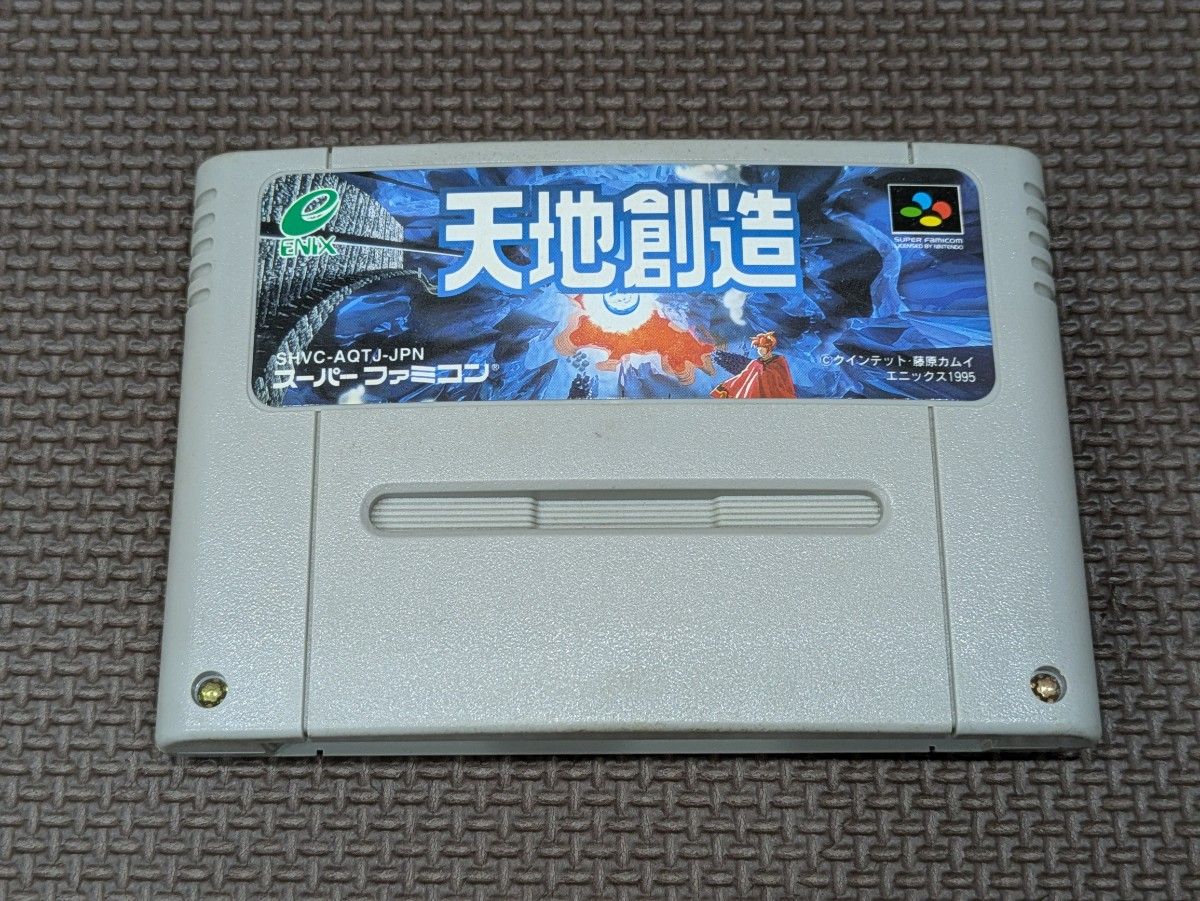 天地創造
ENIX
SUPER FAMICOM
LICENSED BY NINTENDO
SHVC-AQTJ-JPN
スーパーファミコン®
©クインテット・藤原カムイ
エニックス1995